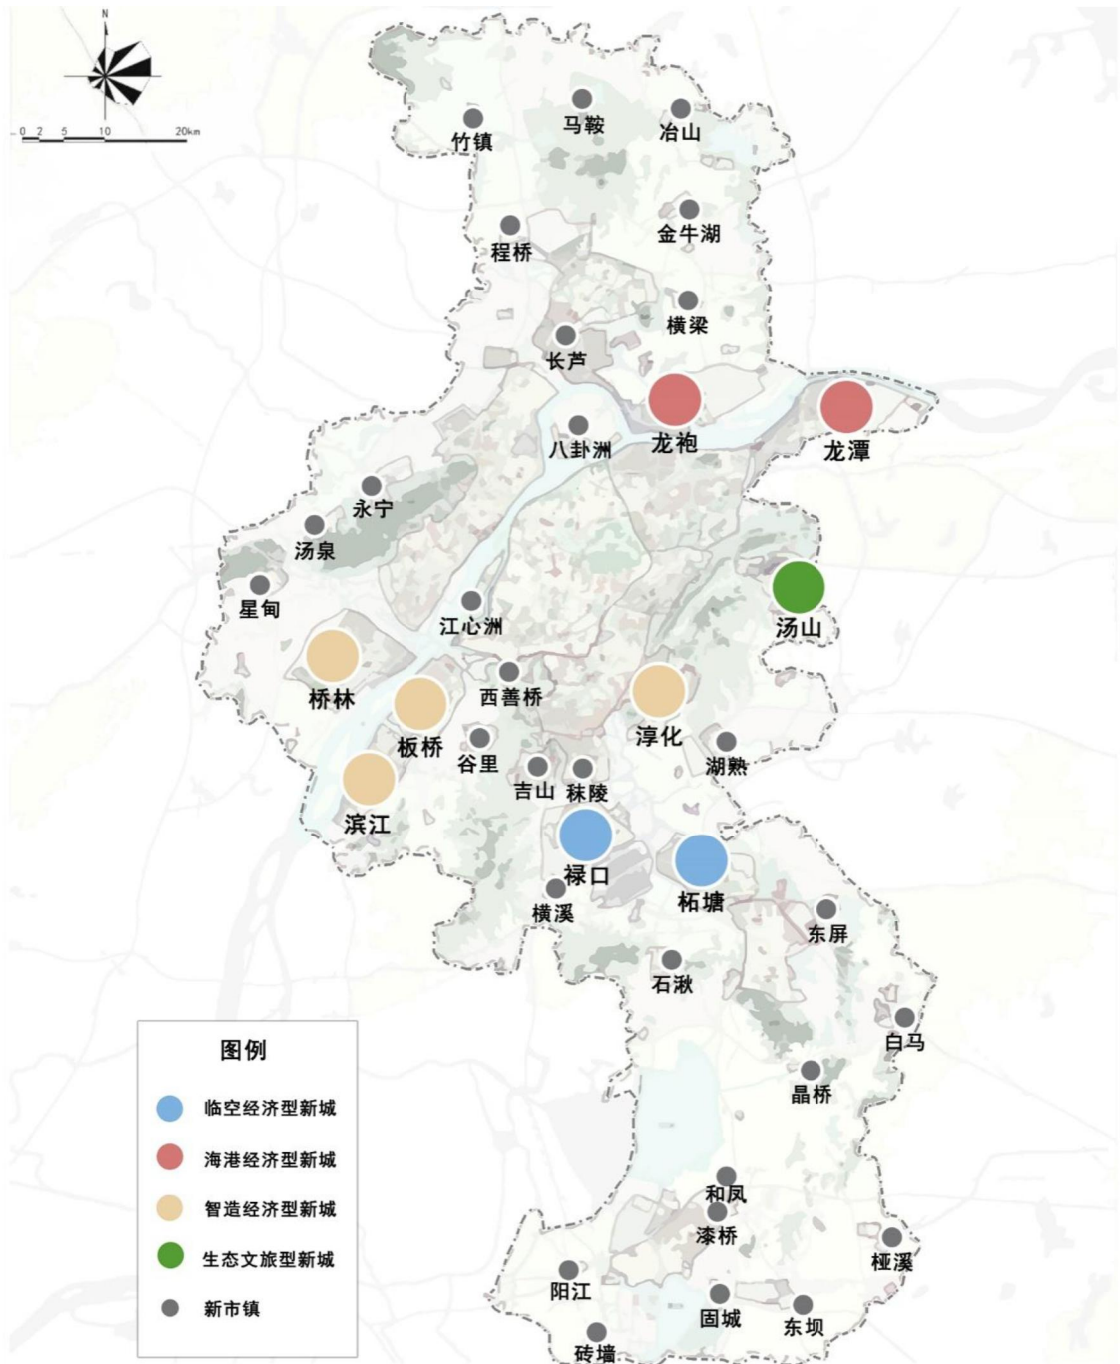 N
0 2 5 10 20km
马鞍
冶山
竹镇
金牛湖
程桥
横梁
长芦
龙袍
龙潭
八卦洲
永宁
汤泉
星甸
江心洲
汤山
桥林
西善桥
板桥
淳化
谷里
湖熟
吉山
秣陵
滨江
禄口
柘塘
横溪
东屏
石湫
白马
晶桥
和凤
漆桥
桠溪
阳江
固城
东坝
砖墙
图例
临空经济型新城
海港经济型新城
智造经济型新城
生态文旅型新城
新市镇